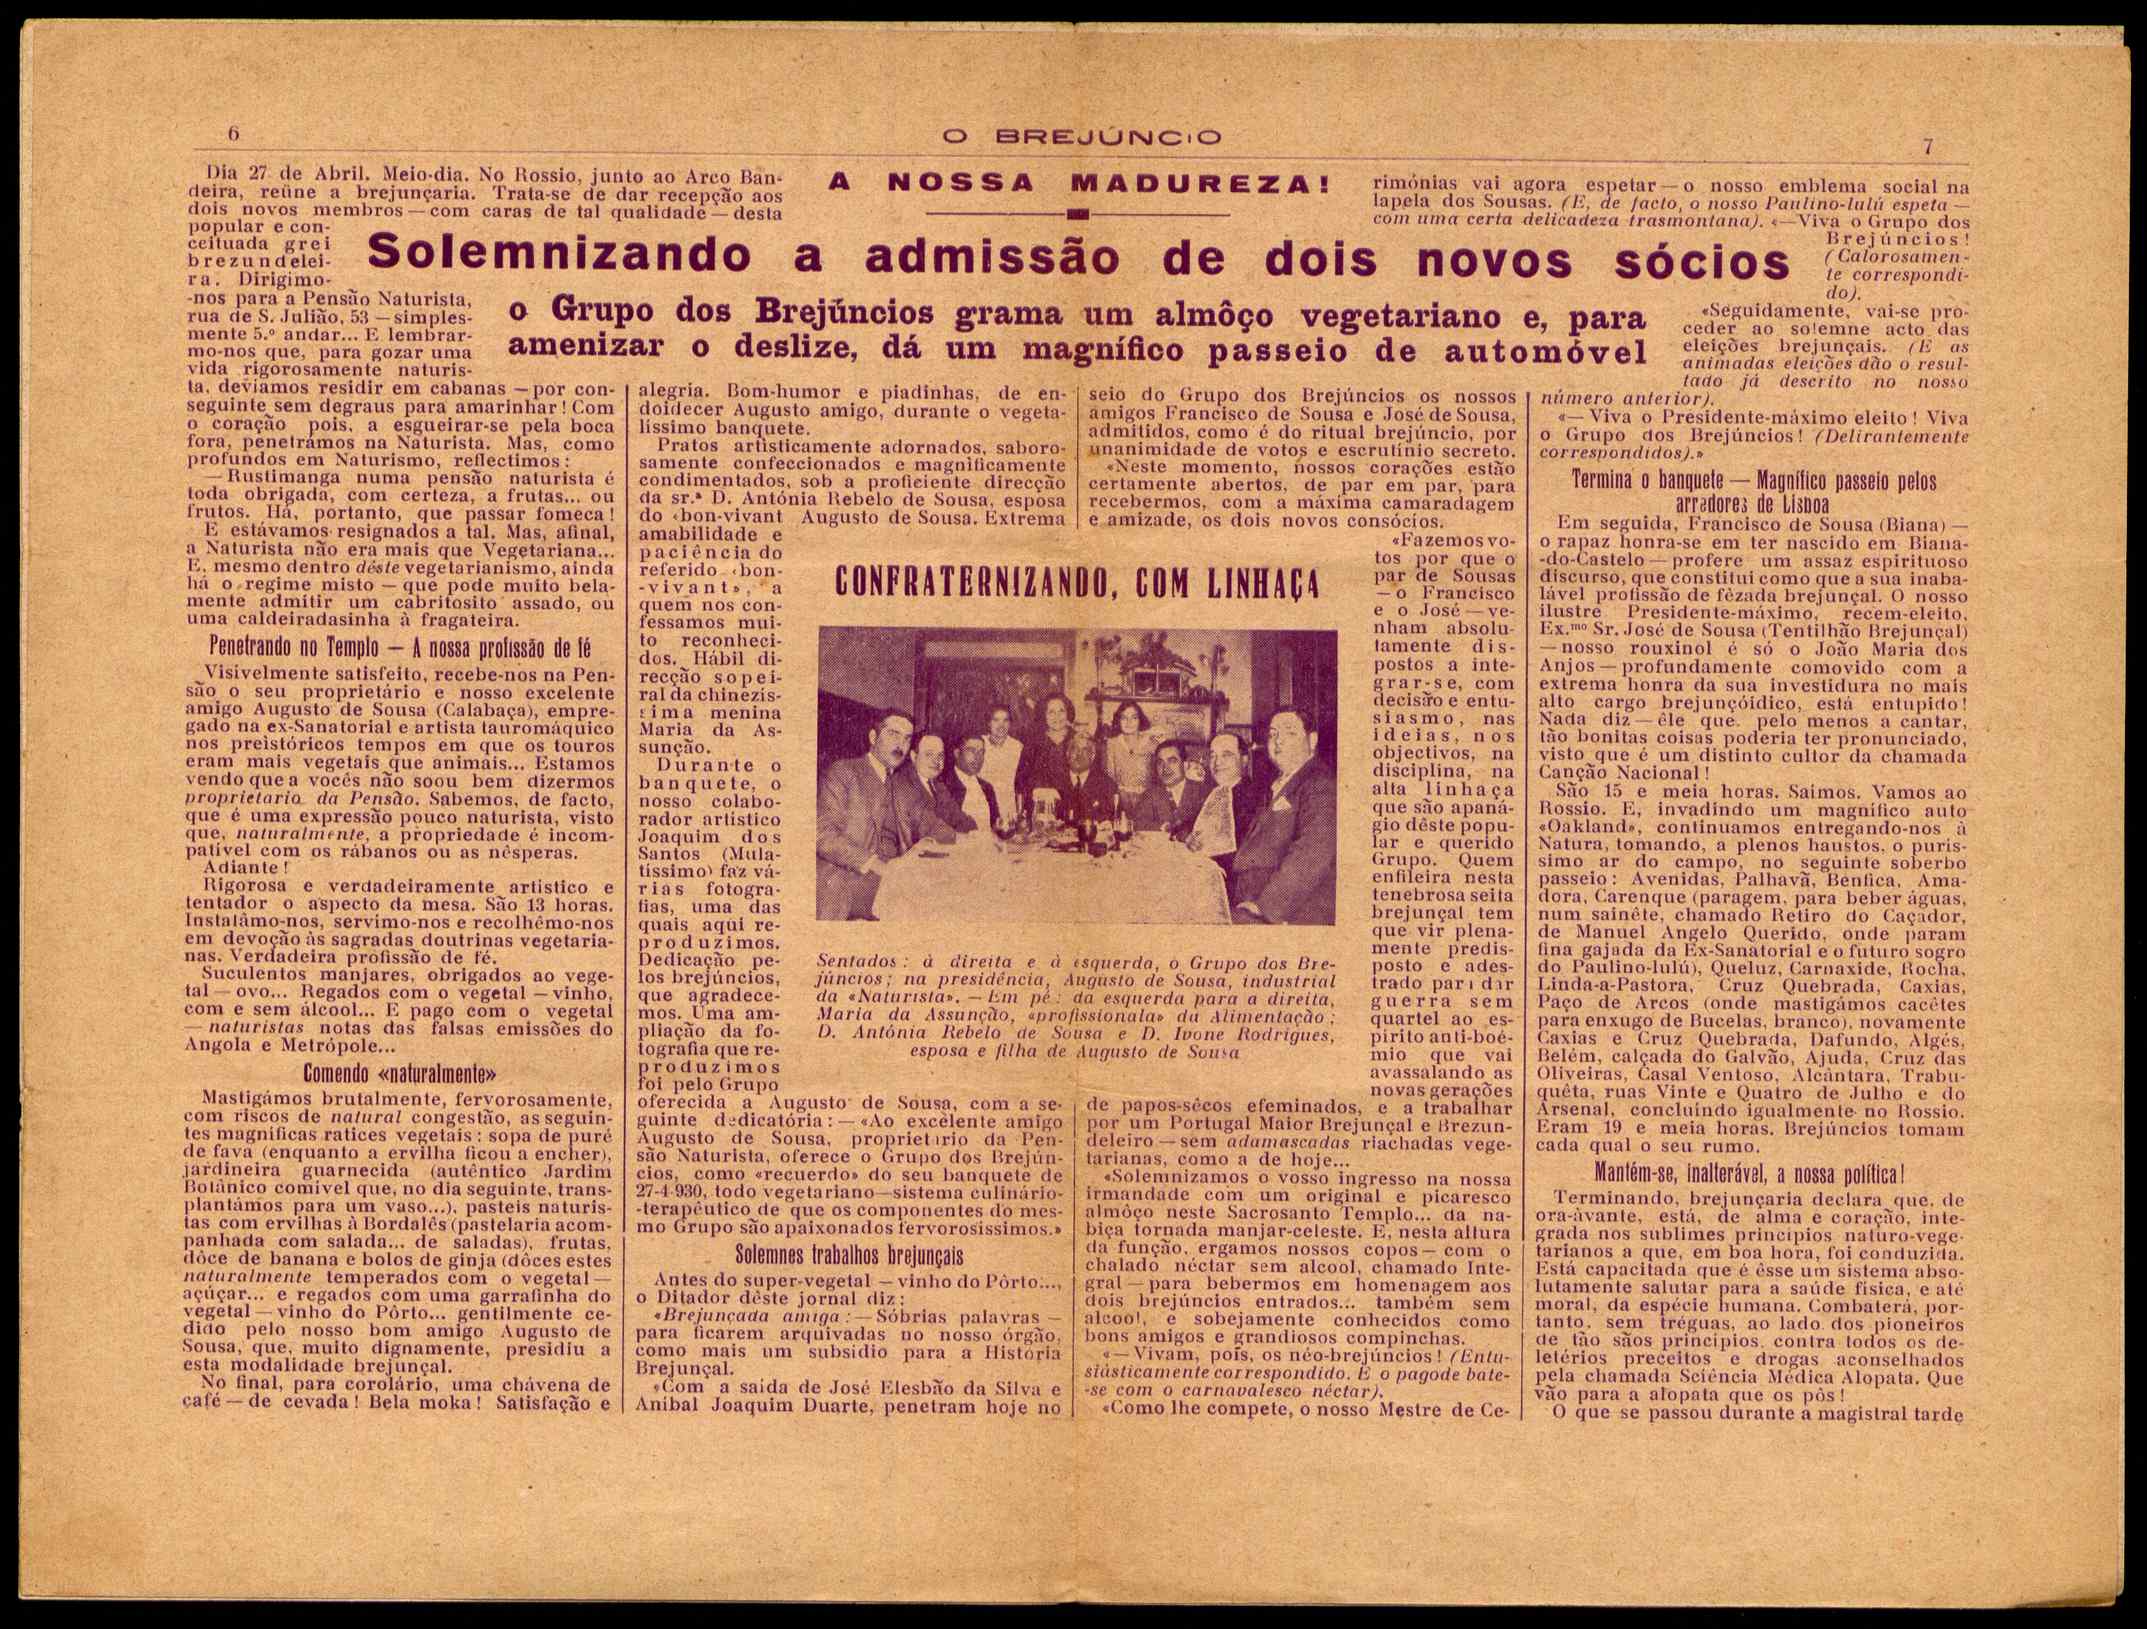 6
O BREJÚNCIO
7
A NOSSA MADUREZA!
Solemnizando a admissão de dois novos sócios
o Grupo dos Brejúncios grama um almôço vegetariano e, para
amenizar o deslize, dá um magnífico passeio de automóvel
Dia 27 de Abril. Meio-dia. No Rossio, junto ao Arco Ban-
deira, reúne a brejunçaria. Trata-se de dar recepção aos
dois novos membros — com caras de tal qualidade — desta
popular e con-
ceituada grei
brezundelei-
ra. Dirigimo-
-nos para a Pensão Naturista,
rua de S. Julião, 53 — simples-
mente 5.º andar... E lembrar-
mo-nos que, para gozar uma
vida rigorosamente naturis-
ta, devíamos residir em cabanas — por con-
seguinte sem degraus para amarinhar! Com
o coração pois, a esgueirar-se pela boca
fora, penetrámos na Naturista. Mas, como
profundos em Naturismo, reflectimos:
— Rustimanga numa pensão naturista é
toda obrigada, com certeza, a frutas... ou
frutos. Há, portanto, que passar fomeca!
E estávamos resignados a tal. Mas, afinal,
a Naturista não era mais que Vegetariana...
E, mesmo dentro dêste vegetarianismo, ainda
há o regime misto — que pode muito bela-
mente admitir um cabritosito assado, ou
uma caldeiradasinha à fragateira.
Penetrando no Templo — A nossa profissão de fé
Visivelmente satisfeito, recebe-nos na Pen-
são o seu proprietário e nosso excelente
amigo Augusto de Sousa (Calabaça), empre-
gado na ex-Sanatorial e artista tauromáquico
nos preistóricos tempos em que os touros
eram mais vegetais que animais... Estamos
vendo que a vocês não soou bem dizermos
proprietario da Pensão. Sabemos, de facto,
que é uma expressão pouco naturista, visto
que, naturalmente, a propriedade é incom-
patível com os rábanos ou as nêsperas.
Adiante!
Rigorosa e verdadeiramente artístico e
tentador o aspecto da mesa. São 13 horas.
Instalâmo-nos, servimo-nos e recolhêmo-nos
em devoção às sagradas doutrinas vegetaria-
nas. Verdadeira profissão de fé.
Suculentos manjares, obrigados ao vege-
tal — ovo... Regados com o vegetal — vinho,
com e sem álcool... E pago com o vegetal
— naturistas notas das falsas emissões do
Angola e Metrópole...
Comendo «naturalmente»
Mastigámos brutalmente, fervorosamente,
com riscos de natural congestão, as seguin-
tes magníficas ratices vegetais: sopa de puré
de fava (enquanto a ervilha ficou a encher),
jardineira guarnecida (autêntico Jardim
Botânico comível que, no dia seguinte, trans-
plantámos para um vaso...), pasteis naturis-
tas com ervilhas à Bordalês (pastelaria acom-
panhada com salada... de saladas), frutas,
dôce de banana e bolos de ginja (dôces estes
naturalmente temperados com o vegetal —
açúçar... e regados com uma garrafinha do
vegetal — vinho do Pôrto... gentilmente ce-
dido pelo nosso bom amigo Augusto de
Sousa, que, muito dignamente, presidiu a
esta modalidade brejunçal.
No final, para corolário, uma chávena de
café — de cevada! Bela moka! Satisfação e
alegria. Bom-humor e piadinhas, de en-
doidecer Augusto amigo, durante o vegeta-
líssimo banquete.
Pratos artisticamente adornados, saboro-
samente confeccionados e magnificamente
condimentados, sob a proficiente direcção
da sr.ª D. Antónia Rebelo de Sousa, esposa
do «bon-vivant Augusto de Sousa. Extrema
amabilidade e
paciência do
referido «bon-
-vivant», a
quem nos con-
fessamos mui-
to reconheci-
dos. Hábil di-
recção sopei-
ral da chinezís-
sima menina
Maria da As-
sunção.
Durante o
banquete, o
nosso colabo-
rador artístico
Joaquim dos
Santos (Mula-
tíssimo) faz vá-
rias fotogra-
fias, uma das
quais aqui re-
produzimos.
Dedicação pe-
los brejúncios,
que agradece-
mos. Uma am-
pliação da fo-
tografia que re-
produzimos
foi pelo Grupo
oferecida a Augusto de Sousa, com a se-
guinte dedicatória: — «Ao excelente amigo
Augusto de Sousa, proprietário da Pen-
são Naturista, oferece o Grupo dos Brejún-
cios, como «recuerdo» do seu banquete de
27-4-930, todo vegetariano—sistema culinário-
-terapêutico de que os componentes do mes-
mo Grupo são apaixonados fervorosíssimos.»
Solemnes trabalhos brejunçais
Antes do super-vegetal — vinho do Pôrto...,
o Ditador dêste jornal diz:
«Brejunçada amiga: — Sóbrias palavras —
para ficarem arquivadas no nosso órgão,
como mais um subsídio para a História
Brejunçal.
«Com a saída de José Elesbão da Silva e
Aníbal Joaquim Duarte, penetram hoje no
CONFRATERNIZANDO, COM LINHAÇA
Sentados: à direita e à esquerda, o Grupo dos Bre-
júncios; na presidência, Augusto de Sousa, industrial
da «Naturista». — Em pé: da esquerda para a direita,
Maria da Assunção, «profissionala» da Alimentação;
D. Antónia Rebelo de Sousa e D. Ivone Rodrigues,
esposa e filha de Augusto de Sousa
seio do Grupo dos Brejúncios os nossos
amigos Francisco de Sousa e José de Sousa,
admitidos, como é do ritual brejúncio, por
unanimidade de votos e escrutínio secreto.
«Neste momento, nossos corações estão
certamente abertos, de par em par, para
recebermos, com a máxima camaradagem
e amizade, os dois novos consócios.
«Fazemos vo-
tos por que o
par de Sousas
— o Francisco
e o José — ve-
nham absolu-
tamente dis-
postos a inte-
grar-se, com
decisão e entu-
siasmo, nas
ideias, nos
objectivos, na
disciplina, na
alta linhaça
que são apaná-
gio dêste popu-
lar e querido
Grupo. Quem
enfileira nesta
tenebrosa seita
brejunçal tem
que vir plena-
mente predis-
posto e ades-
trado para dar
guerra sem
quartel ao es-
pírito anti-boé-
mio que vai
avassalando as
novas gerações
de papos-sêcos efeminados, e a trabalhar
por um Portugal Maior Brejunçal e Brezun-
deleiro — sem adamascadas riachadas vege-
tarianas, como a de hoje...
«Solemnizamos o vosso ingresso na nossa
irmandade com um original e picaresco
almôço neste Sacrosanto Templo... da na-
biça tornada manjar-celeste. E, nesta altura
da função, ergamos nossos copos — com o
chalado néctar sem alcool, chamado Inte-
gral — para bebermos em homenagem aos
dois brejúncios entrados... também sem
alcool, e sobejamente conhecidos como
bons amigos e grandiosos compinchas.
«— Vivam, pois, os néo-brejúncios! (Entu-
siásticamente correspondido. E o pagode bate-
-se com o carnavalesco néctar).
«Como lhe compete, o nosso Mestre de Ce-
rimónias vai agora espetar — o nosso emblema social na
lapela dos Sousas. (E, de facto, o nosso Paulino-lulú espeta —
com uma certa delicadeza trasmontana). «—Viva o Grupo dos
Brejúncios!
(Calorosamen-
te correspondi-
do).
«Seguidamente, vai-se pro-
ceder ao solemne acto das
eleições brejunçais. (E as
animadas eleições dão o resul-
tado já descrito no nosso
número anterior).
«— Viva o Presidente-máximo eleito! Viva
o Grupo dos Brejúncios! (Delirantemente
correspondidos).»
Termina o banquete — Magnífico passeio pelos
arredores de Lisboa
Em seguida, Francisco de Sousa (Biana) —
o rapaz honra-se em ter nascido em Biana-
-do-Castelo — profere um assaz espirituoso
discurso, que constitui como que a sua inaba-
lável profissão de fèzada brejunçal. O nosso
ilustre Presidente-máximo, recem-eleito,
Ex.mo Sr. José de Sousa (Tentilhão Brejunçal)
— nosso rouxinol é só o João Maria dos
Anjos — profundamente comovido com a
extrema honra da sua investidura no mais
alto cargo brejunçóidico, está entupido!
Nada diz — êle que, pelo menos a cantar,
tão bonitas coisas poderia ter pronunciado,
visto que é um distinto cultor da chamada
Canção Nacional!
São 15 e meia horas. Saímos. Vamos ao
Rossio. E, invadindo um magnífico auto
«Oakland», continuamos entregando-nos à
Natura, tomando, a plenos haustos, o purís-
simo ar do campo, no seguinte soberbo
passeio: Avenidas, Palhavã, Benfica, Ama-
dora, Carenque (paragem, para beber águas,
num sainête, chamado Retiro do Caçador,
de Manuel Angelo Querido, onde param
fina gajada da Ex-Sanatorial e o futuro sogro
do Paulino-lulú), Queluz, Carnaxide, Rocha,
Linda-a-Pastora, Cruz Quebrada, Caxias,
Paço de Arcos (onde mastigámos cacêtes
para enxugo de Bucelas, branco), novamente
Caxias e Cruz Quebrada, Dafundo, Algés,
Belém, calçada do Galvão, Ajuda, Cruz das
Oliveiras, Casal Ventoso, Alcântara, Trabu-
quêta, ruas Vinte e Quatro de Julho e do
Arsenal, concluíndo igualmente no Rossio.
Eram 19 e meia horas. Brejúncios tomam
cada qual o seu rumo.
Mantém-se, inalterável, a nossa política!
Terminando, brejunçaria declara que, de
ora-àvante, está, de alma e coração, inte-
grada nos sublimes princípios naturo-vege-
tarianos a que, em boa hora, foi conduzida.
Está capacitada que é êsse um sistema abso-
lutamente salutar para a saúde física, e até
moral, da espécie humana. Combaterá, por-
tanto, sem tréguas, ao lado dos pioneiros
de tão sãos princípios, contra todos os de-
letérios preceitos e drogas aconselhados
pela chamada Sciência Médica Alopata. Que
vão para a alopata que os pôs!
O que se passou durante a magistral tarde